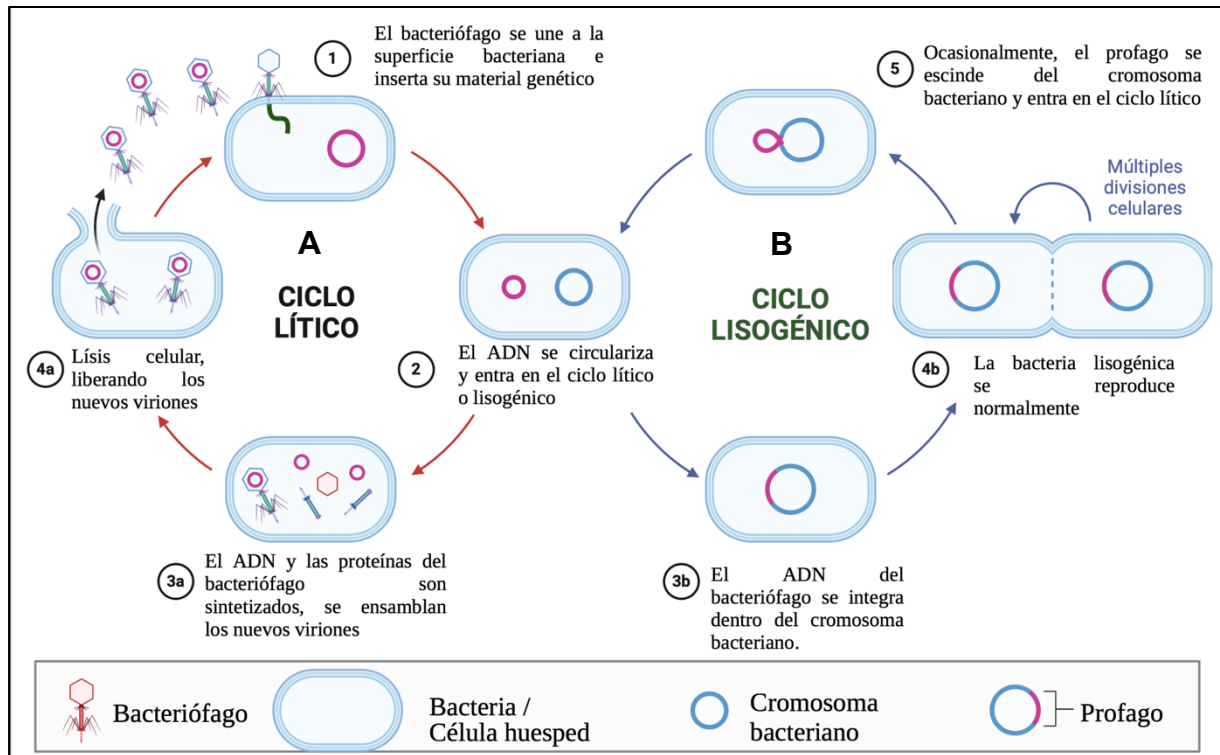 1
El bacteriófago se une a la
superficie bacteriana e
inserta su material genético
5
Ocasionalmente, el profago se
escinde del cromosoma
bacteriano y entra en el ciclo lítico
Múltiples
divisiones
celulares
A
CICLO
LÍTICO
B
CICLO
LISOGÉNICO
4a
Lísis celular,
liberando los
nuevos viriones
2
El ADN se circulariza
y entra en el ciclo lítico
o lisogénico
4b
La bacteria lisogénica
se reproduce
normalmente
3a
El ADN y las proteínas del
bacteriófago son
sintetizados, se ensamblan
los nuevos viriones
3b
El ADN del
bacteriófago se integra
dentro del cromosoma
bacteriano.
Bacteriófago
Bacteria /
Célula huesped
Cromosoma
bacteriano
Profago